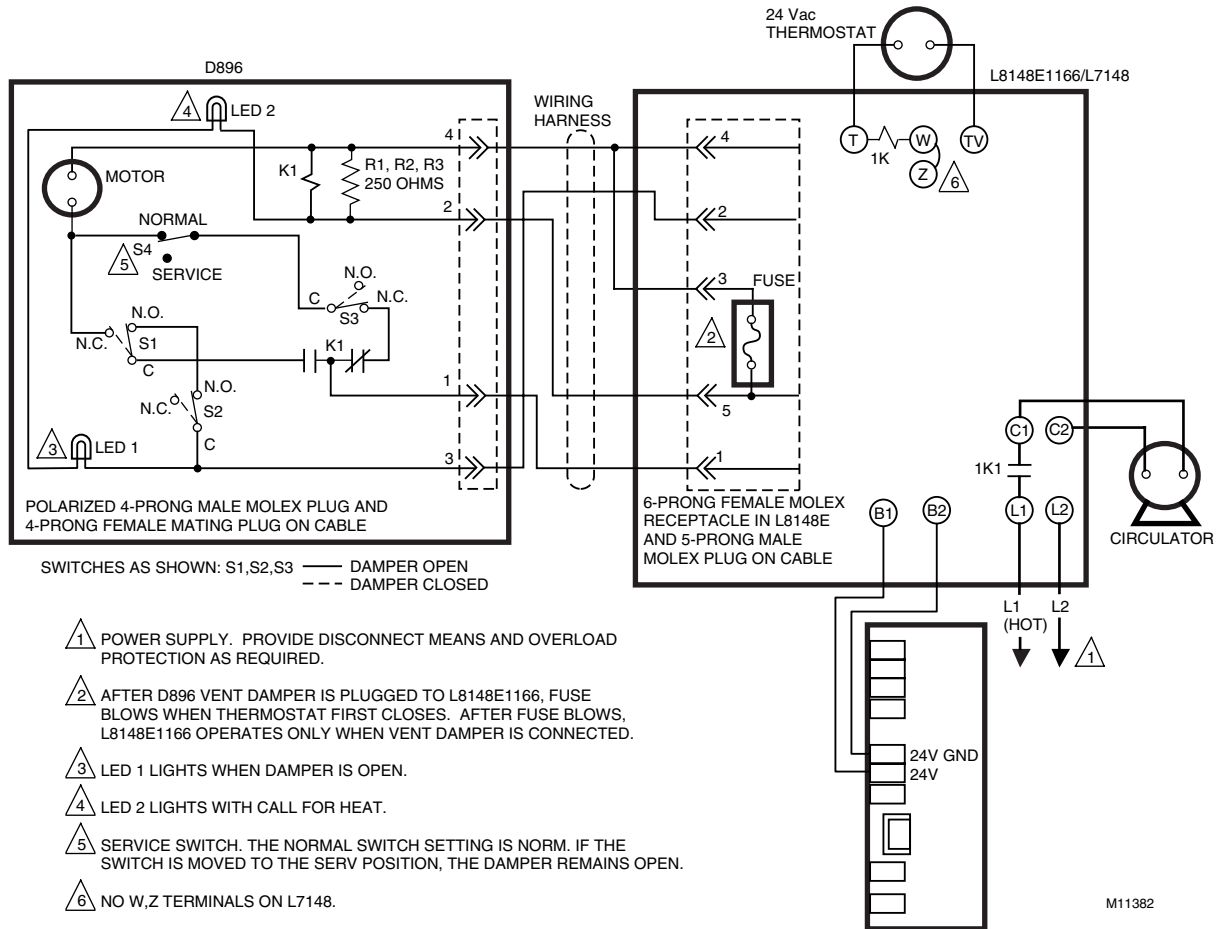 24 Vac
THERMOSTAT
D896
L8148E1166/L7148
4
LED 2
WIRING
HARNESS
4
4
T
1K
W
TV
Z
6
MOTOR
K1
R1, R2, R3
250 OHMS
2
2
NORMAL
S4
5
SERVICE
N.O.
C
N.C.
S3
3
FUSE
2
N.O.
N.C.
S1
C
K1
1
5
N.O.
N.C.
S2
C
3
LED 1
3
1
C1
C2
1K1
L1
L2
B1
B2
CIRCULATOR
POLARIZED 4-PRONG MALE MOLEX PLUG AND
4-PRONG FEMALE MATING PLUG ON CABLE
6-PRONG FEMALE MOLEX
RECEPTACLE IN L8148E
AND 5-PRONG MALE
MOLEX PLUG ON CABLE
SWITCHES AS SHOWN: S1,S2,S3
DAMPER OPEN
DAMPER CLOSED
L1
(HOT)
L2
1
24V GND
24V
1 POWER SUPPLY. PROVIDE DISCONNECT MEANS AND OVERLOAD
PROTECTION AS REQUIRED.
2 AFTER D896 VENT DAMPER IS PLUGGED TO L8148E1166, FUSE
BLOWS WHEN THERMOSTAT FIRST CLOSES. AFTER FUSE BLOWS,
L8148E1166 OPERATES ONLY WHEN VENT DAMPER IS CONNECTED.
3 LED 1 LIGHTS WHEN DAMPER IS OPEN.
4 LED 2 LIGHTS WITH CALL FOR HEAT.
5 SERVICE SWITCH. THE NORMAL SWITCH SETTING IS NORM. IF THE
SWITCH IS MOVED TO THE SERV POSITION, THE DAMPER REMAINS OPEN.
6 NO W,Z TERMINALS ON L7148.
M11382